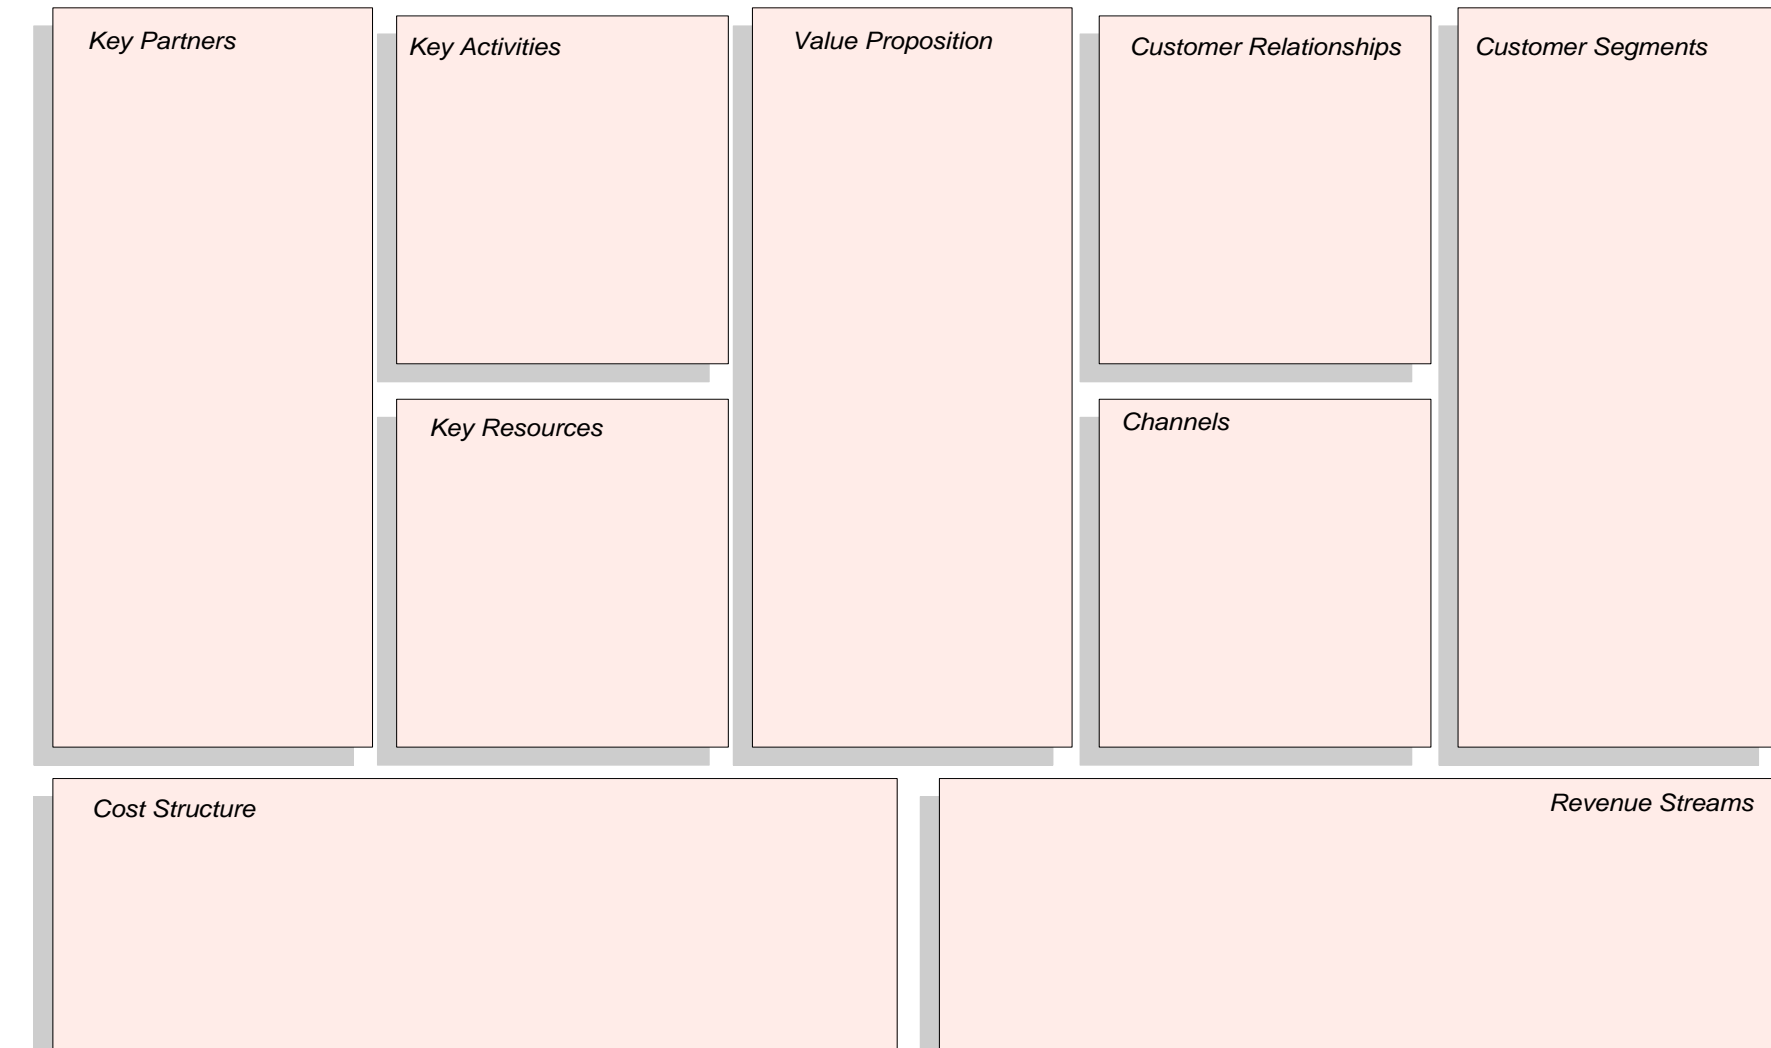 Key Partners
Key Activities
Value Proposition
Customer Relationships
Customer Segments
Key Resources
Channels
Cost Structure
Revenue Streams